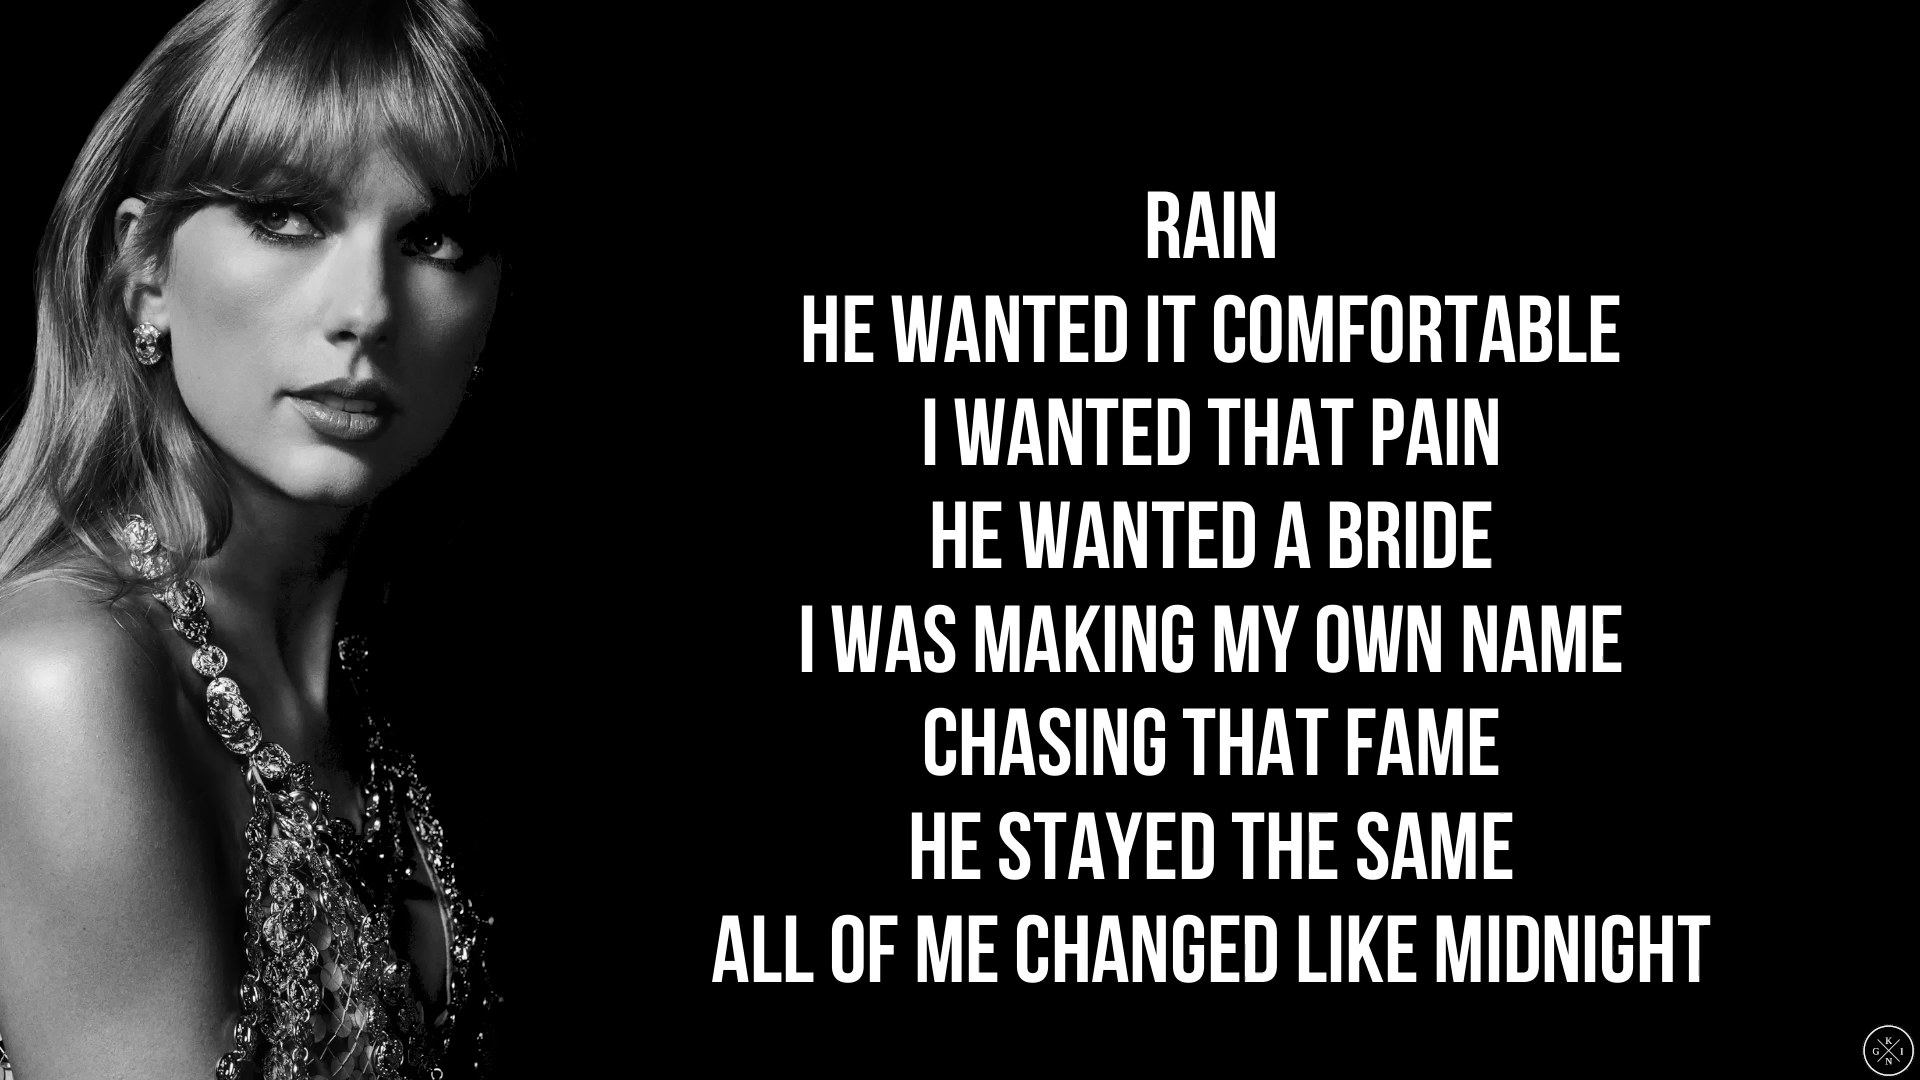 RAIN
HE WANTED IT COMFORTABLE
I WANTED THAT PAIN
HE WANTED A BRIDE
I WAS MAKING MY OWN NAME
CHASING THAT FAME
HE STAYED THE SAME
ALL OF ME CHANGED LIKE MIDNIGHT
K
G I
N